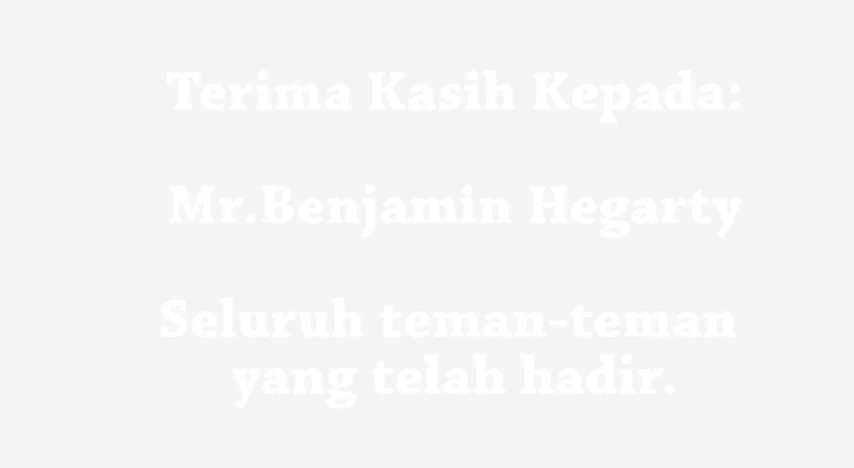 Terima Kasih Kepada:
Mr.Benjamin Hegarty
Seluruh teman-teman
yang telah hadir.